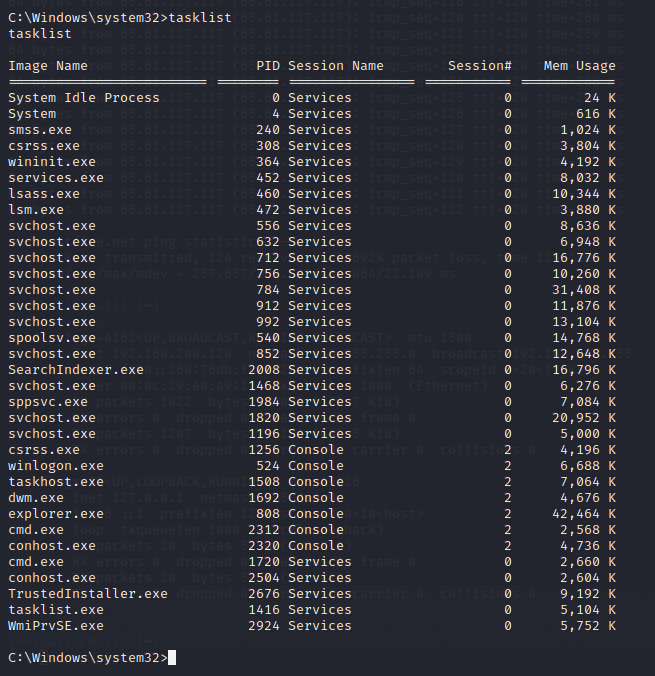 C:\Windows\system32>tasklist
tasklist
Image Name                     PID Session Name        Session#    Mem Usage
========================= ======== ================ =========== ============
System Idle Process              0 Services                   0         24 K
System                           4 Services                   0        616 K
smss.exe                       240 Services                   0      1,024 K
csrss.exe                      308 Services                   0      3,804 K
wininit.exe                    364 Services                   0      4,192 K
services.exe                   452 Services                   0      8,032 K
lsass.exe                      460 Services                   0     10,344 K
lsm.exe                        472 Services                   0      3,880 K
svchost.exe                    556 Services                   0      8,636 K
svchost.exe                    632 Services                   0      6,948 K
svchost.exe                    712 Services                   0     16,776 K
svchost.exe                    756 Services                   0     10,260 K
svchost.exe                    784 Services                   0     31,408 K
svchost.exe                    912 Services                   0     11,876 K
svchost.exe                    992 Services                   0     13,104 K
spoolsv.exe                    540 Services                   0     14,768 K
svchost.exe                    852 Services                   0     12,648 K
SearchIndexer.exe             2008 Services                   0     16,796 K
svchost.exe                   1468 Services                   0      6,276 K
sppsvc.exe                    1984 Services                   0      7,084 K
svchost.exe                   1820 Services                   0     20,952 K
svchost.exe                   1196 Services                   0      5,000 K
csrss.exe                     1256 Console                    2      4,196 K
winlogon.exe                   524 Console                    2      6,688 K
taskhost.exe                  1508 Console                    2      7,064 K
dwm.exe                       1692 Console                    2      4,676 K
explorer.exe                   808 Console                    2     42,464 K
cmd.exe                       2312 Console                    2      2,568 K
conhost.exe                   2320 Console                    2      4,736 K
cmd.exe                       1720 Services                   0      2,660 K
conhost.exe                   2504 Services                   0      2,604 K
TrustedInstaller.exe          2676 Services                   0      9,192 K
tasklist.exe                  1416 Services                   0      5,104 K
WmiPrvSE.exe                  2924 Services                   0      5,752 K
C:\Windows\system32>